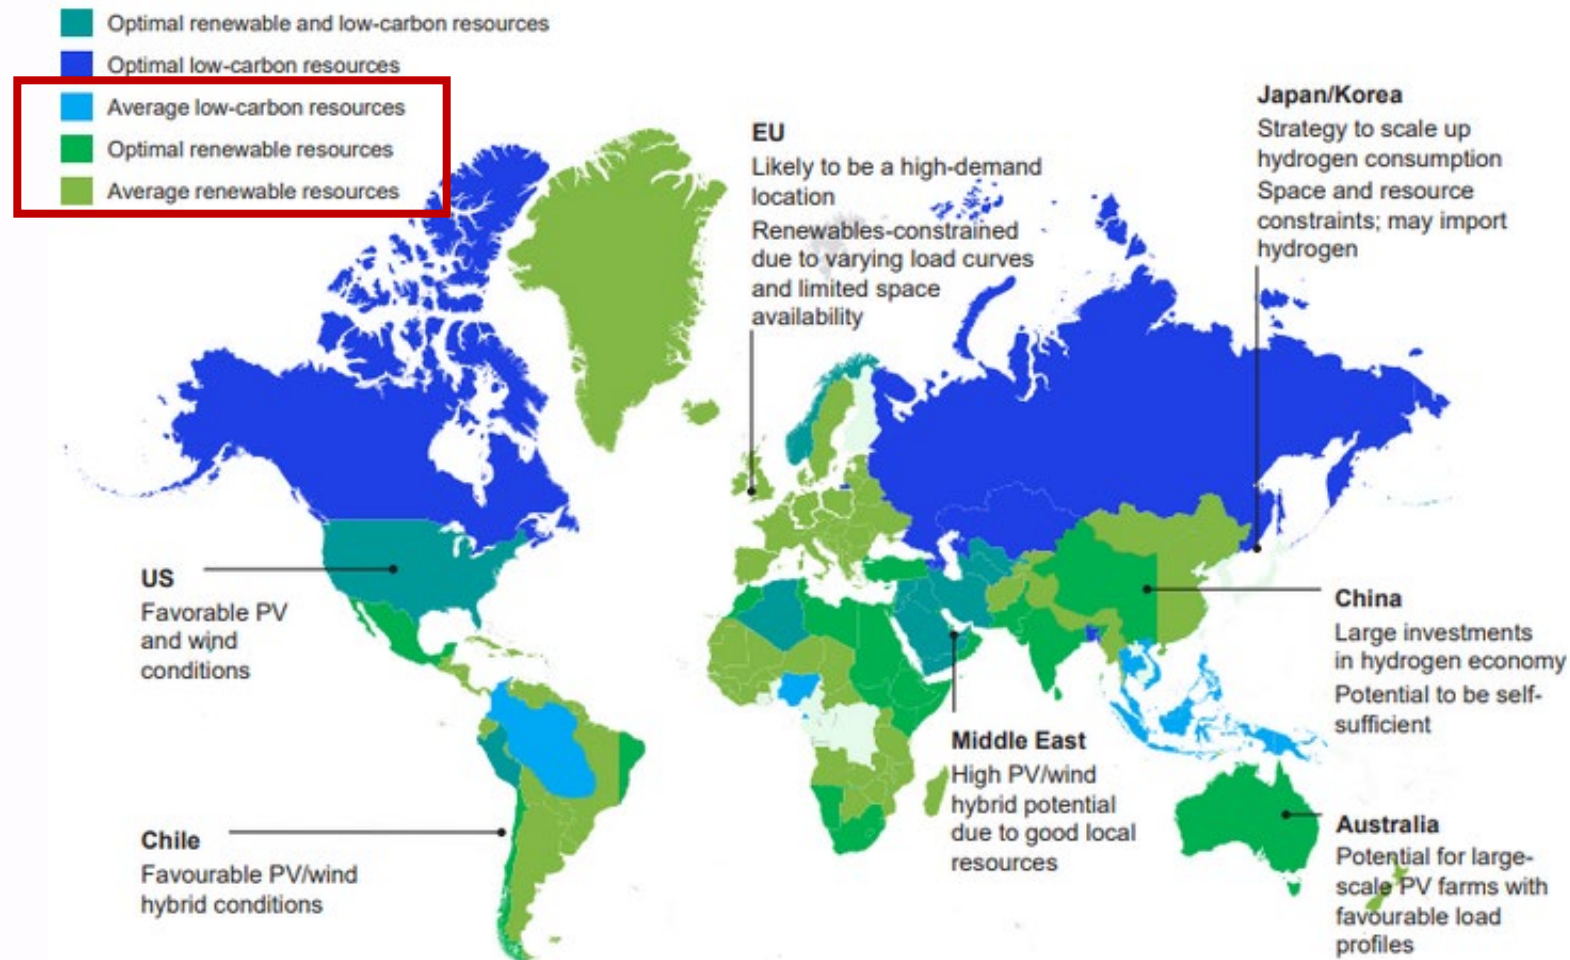 Optimal renewable and low-carbon resources
Optimal low-carbon resources
Average low-carbon resources
Optimal renewable resources
Average renewable resources
EU
Likely to be a high-demand
location
Renewables-constrained
due to varying load curves
and limited space
availability
Japan/Korea
Strategy to scale up
hydrogen consumption
Space and resource
constraints; may import
hydrogen
US
Favorable PV
and wind
conditions
China
Large investments
in hydrogen economy
Potential to be self-
sufficient
Middle East
High PV/wind
hybrid potential
due to good local
resources
Chile
Favourable PV/wind
hybrid conditions
Australia
Potential for large-
scale PV farms with
favourable load
profiles